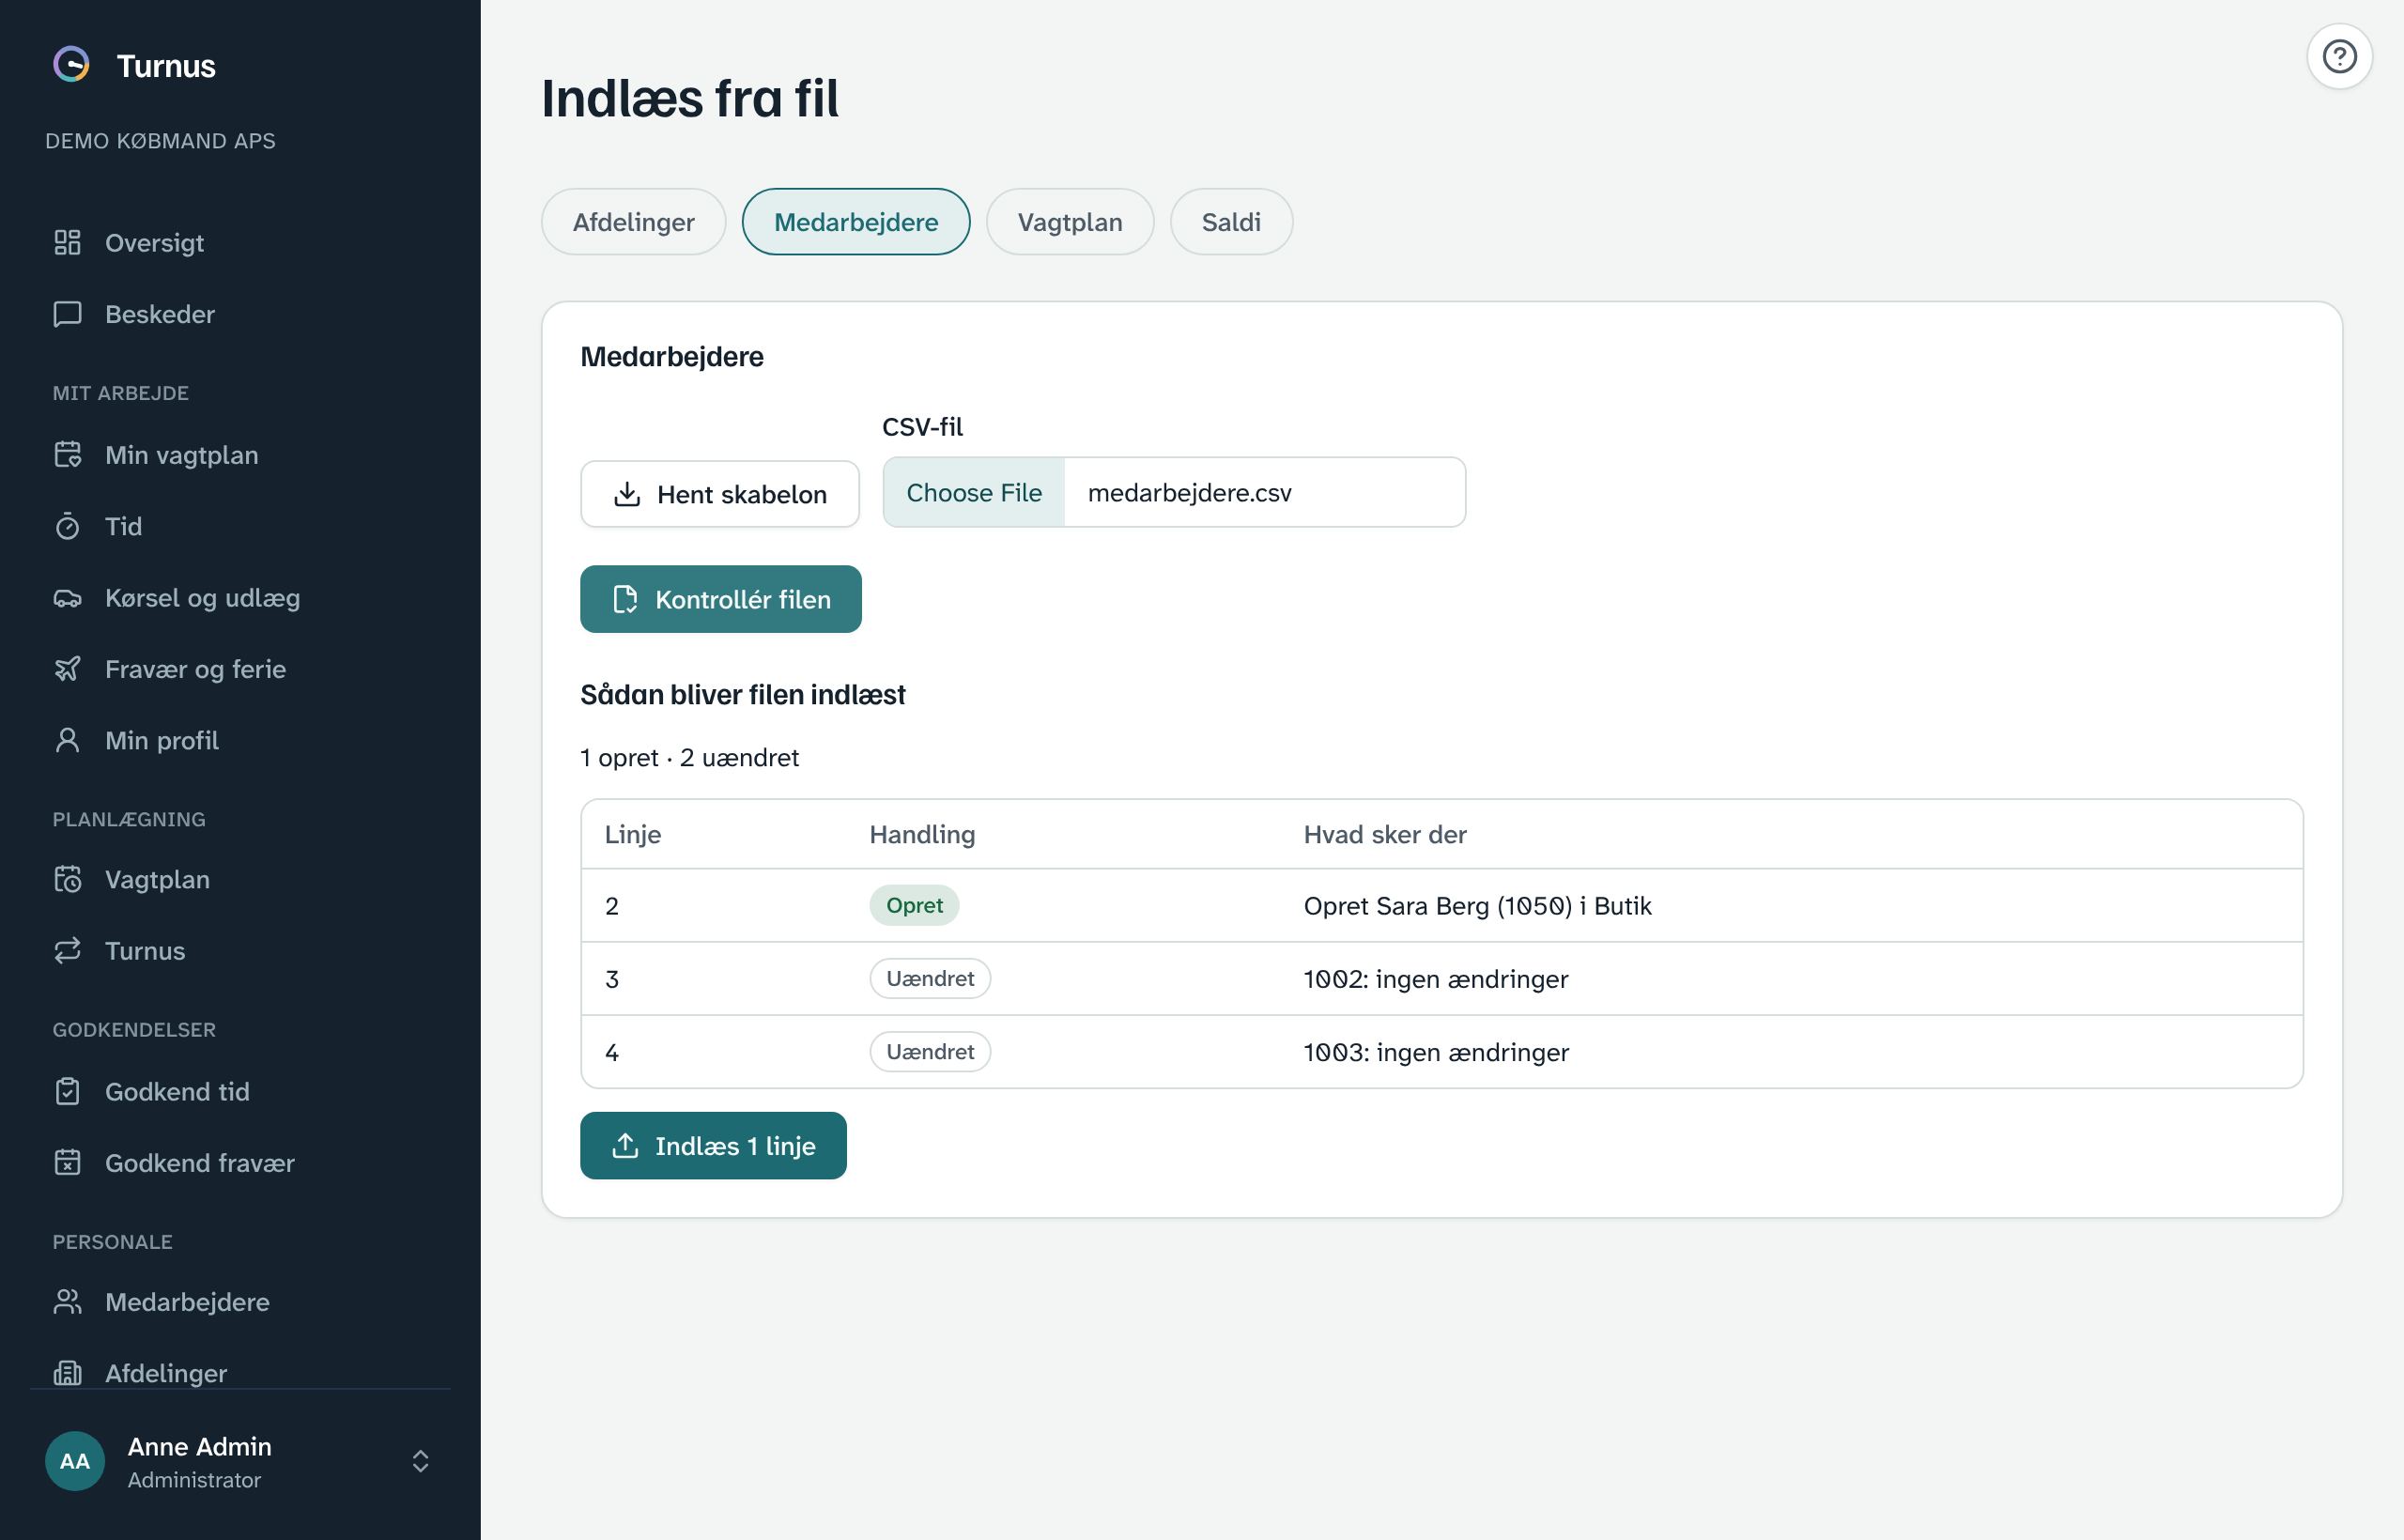 Turnus
DEMO KØBMAND APS
Oversigt
Beskeder
MIT ARBEJDE
Min vagtplan
Tid
Kørsel og udlæg
Fravær og ferie
Min profil
PLANLÆGNING
Vagtplan
Turnus
GODKENDELSER
Godkend tid
Godkend fravær
PERSONALE
Medarbejdere
Afdelinger
AA
Anne Admin
Administrator
Indlæs fra fil
Afdelinger Medarbejdere Vagtplan Saldi
Medarbejdere
CSV-fil
Hent skabelon Choose File medarbejdere.csv
Kontrollér filen
Sådan bliver filen indlæst
1 opret · 2 uændret
Linje Handling Hvad sker der
2 Opret Opret Sara Berg (1050) i Butik
3 Uændret 1002: ingen ændringer
4 Uændret 1003: ingen ændringer
Indlæs 1 linje